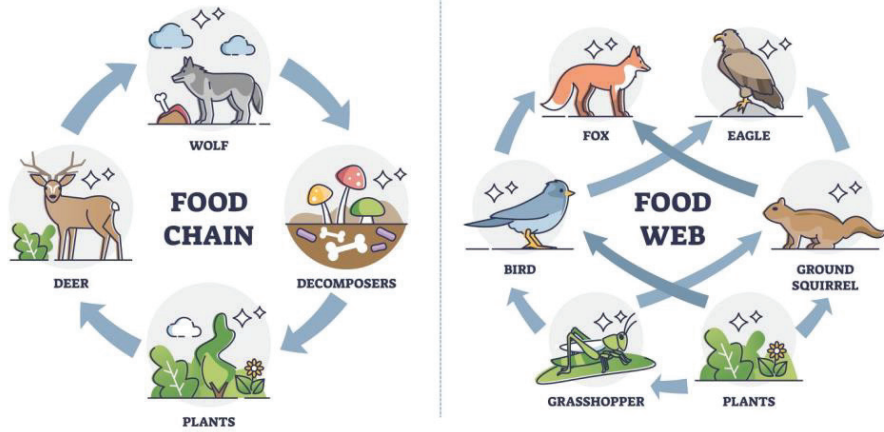 WOLF
FOOD
CHAIN
DEER
DECOMPOSERS
PLANTS
FOX
EAGLE
FOOD
WEB
BIRD
GROUND
SQUIRREL
GRASSHOPPER
PLANTS